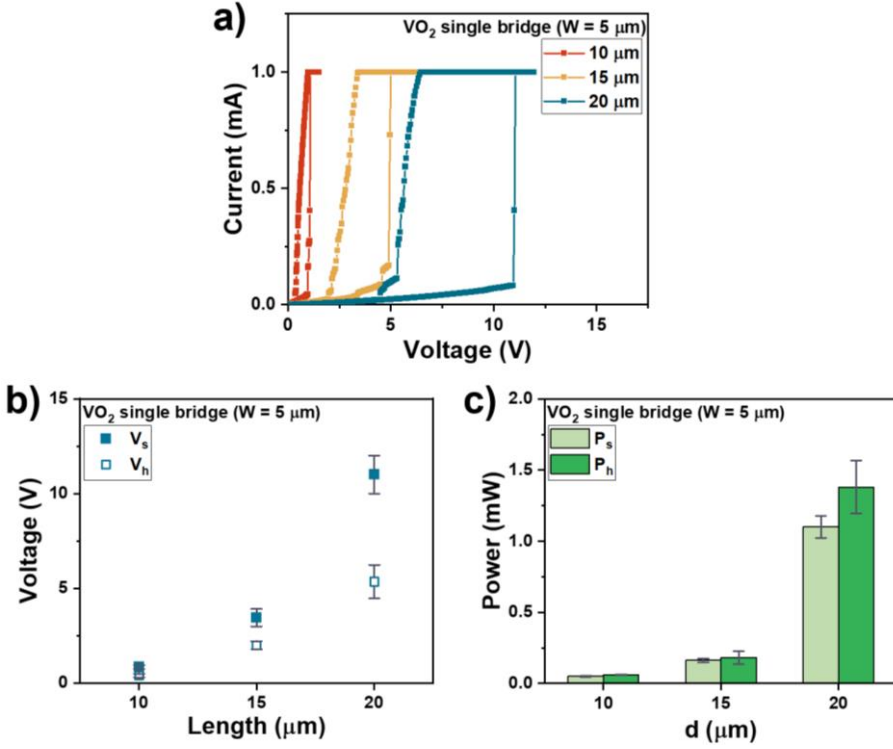 a)
VO₂ single bridge (W = 5 μm)
10 μm
15 μm
20 μm
Current (mA)
1.0
0.5
0.0
0 5 10 15
Voltage (V)
b)
VO₂ single bridge (W = 5 μm)
Vₛ
Vₕ
Voltage (V)
15
10
5
0
10 15 20
Length (μm)
c)
VO₂ single bridge (W = 5 μm)
Pₛ
Pₕ
Power (mW)
2.0
1.5
1.0
0.5
0.0
10 15 20
d (μm)